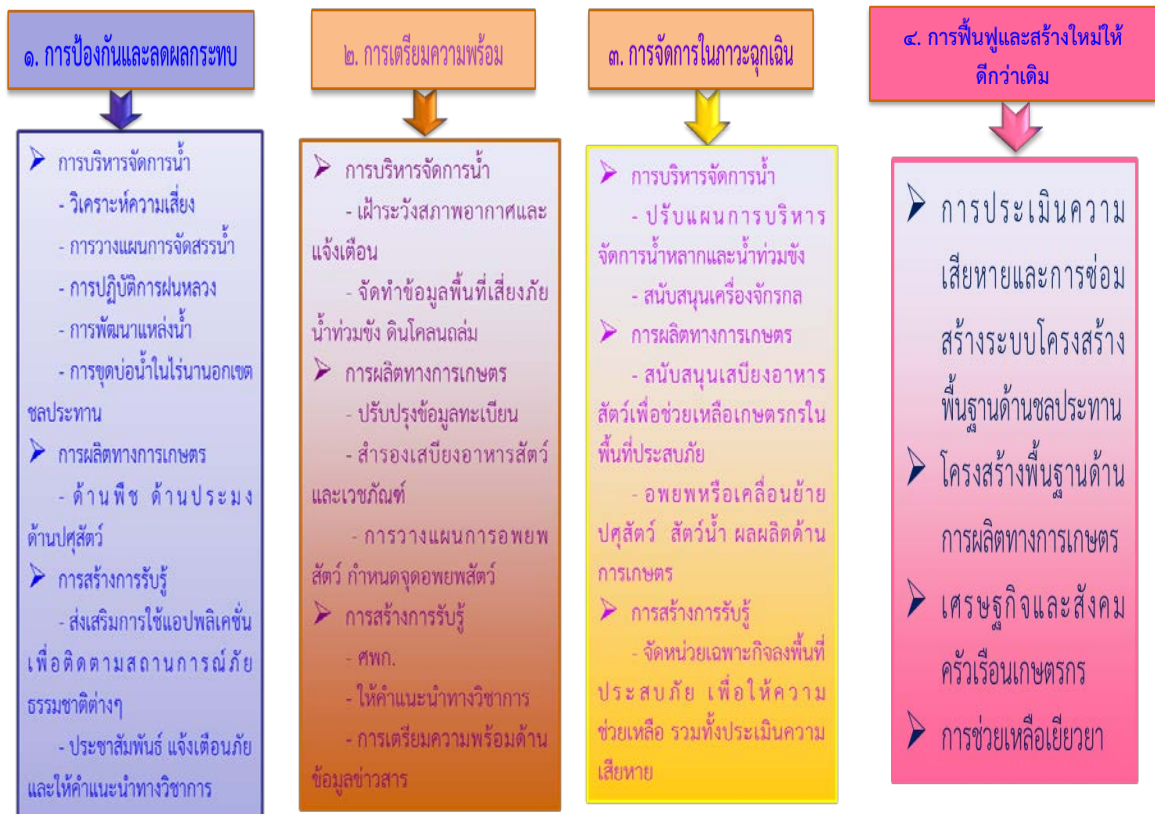 ๑. การป้องกันและลดผลกระทบ
➢ การบริหารจัดการน้ำ
- วิเคราะห์ความเสี่ยง
- การวางแผนการจัดสรรน้ำ
- การปฏิบัติการฝนหลวง
- การพัฒนาแหล่งน้ำ
- การขุดบ่อน้ำในไร่นานอกเขต
ชลประทาน
➢ การผลิตทางการเกษตร
- ด้านพืช ด้านประมง
ด้านปศุสัตว์
➢ การสร้างการรับรู้
- ส่งเสริมการใช้แอปพลิเคชั่น
เพื่อติดตามสถานการณ์ภัย
ธรรมชาติต่างๆ
- ประชาสัมพันธ์ แจ้งเตือนภัย
และให้คำแนะนำทางวิชาการ
๒. การเตรียมความพร้อม
➢ การบริหารจัดการน้ำ
- เฝ้าระวังสภาพอากาศและ
แจ้งเตือน
- จัดทำข้อมูลพื้นที่เสี่ยงภัย
น้ำท่วมขัง ดินโคลนถล่ม
➢ การผลิตทางการเกษตร
- ปรับปรุงข้อมูลทะเบียน
- สำรองเสบียงอาหารสัตว์
และเวชภัณฑ์
- การวางแผนการอพยพ
สัตว์ กำหนดจุดอพยพสัตว์
➢ การสร้างการรับรู้
- ศพก.
- ให้คำแนะนำทางวิชาการ
- การเตรียมความพร้อมด้าน
ข้อมูลข่าวสาร
๓. การจัดการในภาวะฉุกเฉิน
➢ การบริหารจัดการน้ำ
- ปรับแผนการบริหาร
จัดการน้ำหลากและน้ำท่วมขัง
- สนับสนุนเครื่องจักรกล
➢ การผลิตทางการเกษตร
- สนับสนุนเสบียงอาหาร
สัตว์เพื่อช่วยเหลือเกษตรกรใน
พื้นที่ประสบภัย
- อพยพหรือเคลื่อนย้าย
ปศุสัตว์ สัตว์น้ำ ผลผลิตด้าน
การเกษตร
➢ การสร้างการรับรู้
- จัดหน่วยเฉพาะกิจลงพื้นที่
ประสบภัย เพื่อให้ความ
ช่วยเหลือ รวมทั้งประเมินความ
เสียหาย
๔. การฟื้นฟูและสร้างใหม่ให้
ดีกว่าเดิม
➢ การประเมินความ
เสียหายและการซ่อม
สร้างระบบโครงสร้าง
พื้นฐานด้านชลประทาน
➢ โครงสร้างพื้นฐานด้าน
การผลิตทางการเกษตร
➢ เศรษฐกิจและสังคม
ครัวเรือนเกษตรกร
➢ การช่วยเหลือเยียวยา